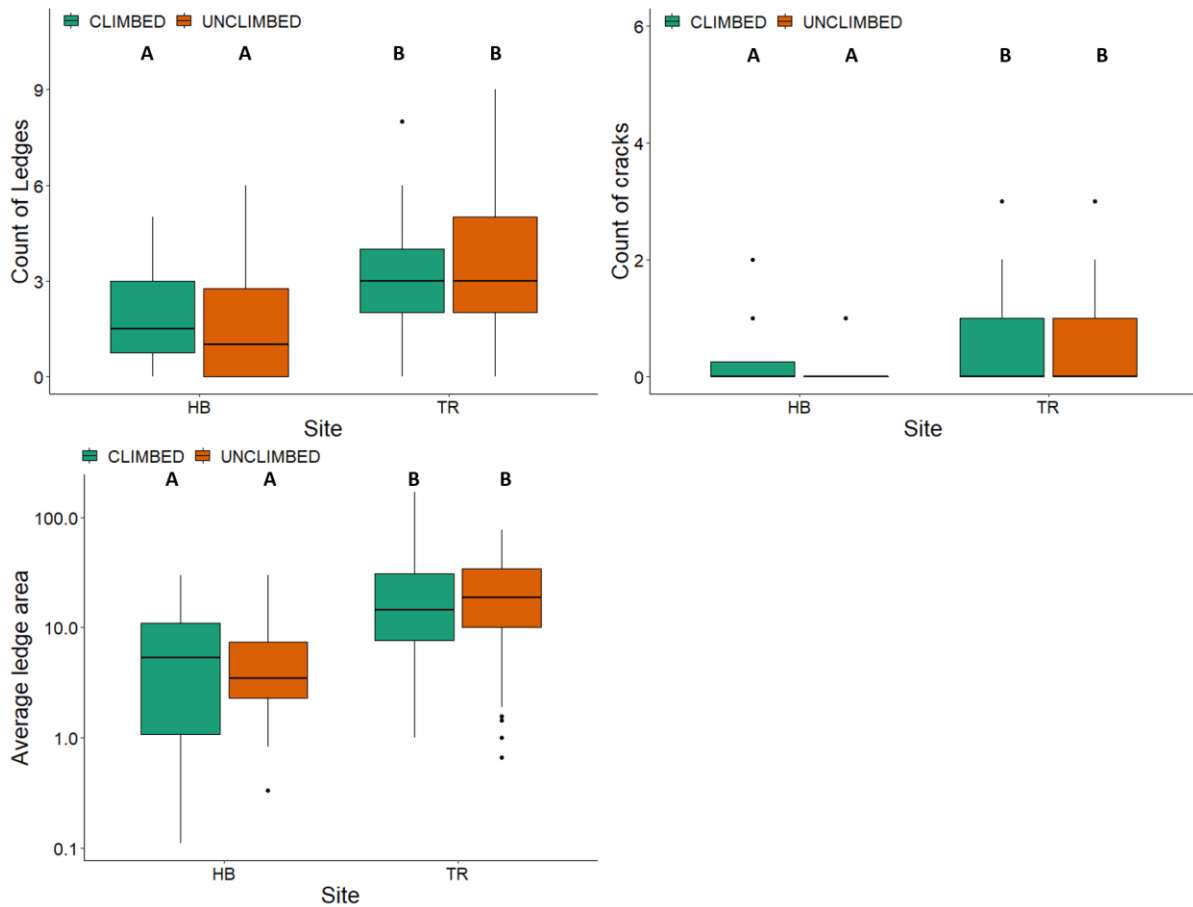 CLIMBED UNCLIMBED
A A B B
Count of Ledges
9
6
3
0
HB TR
Site
CLIMBED UNCLIMBED
A A B B
Count of cracks
6
4
2
0
HB TR
Site
CLIMBED UNCLIMBED
A A B B
Average ledge area
100.0
10.0
1.0
0.1
HB TR
Site